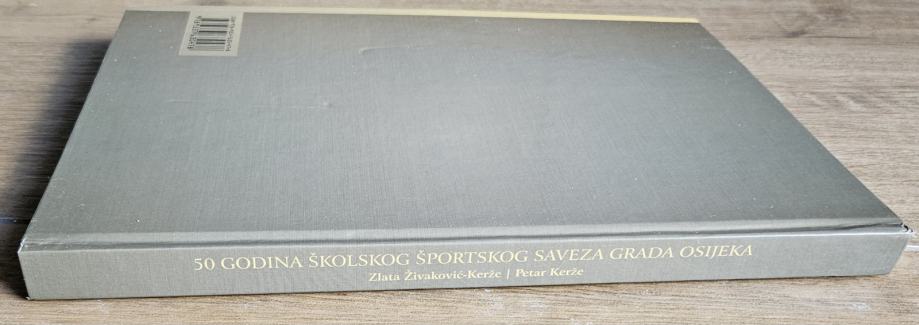 50 GODINA ŠKOLSKOG ŠPORTSKOG SAVEZA GRADA OSIJEKA
Zlata Živaković-Kerže | Petar Kerže